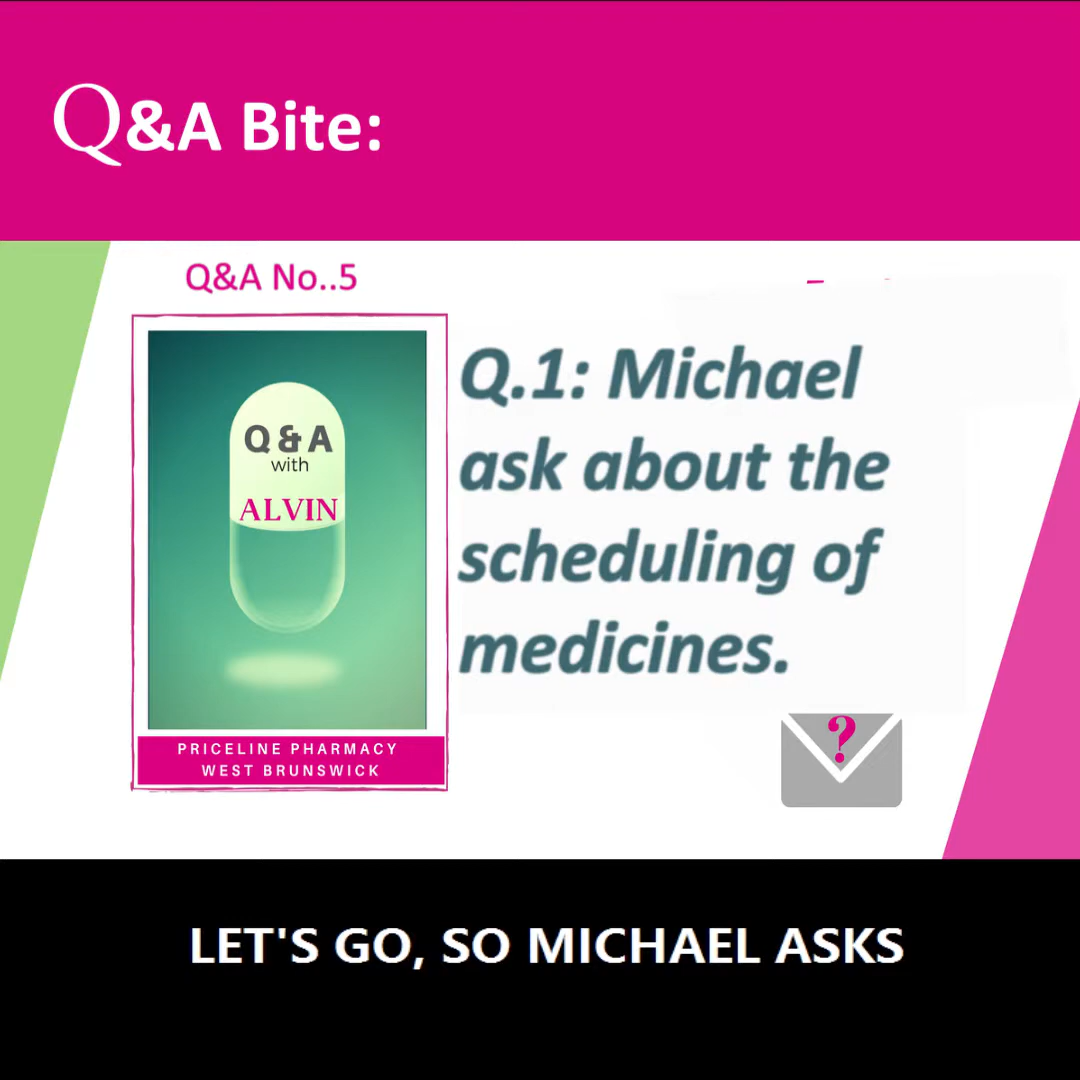 Q&A Bite:
Q&A No..5
Q & A
with
ALVIN
PRICELINE PHARMACY
WEST BRUNSWICK
Q.1: Michael
ask about the
scheduling of
medicines.
?
LET'S GO, SO MICHAEL ASKS